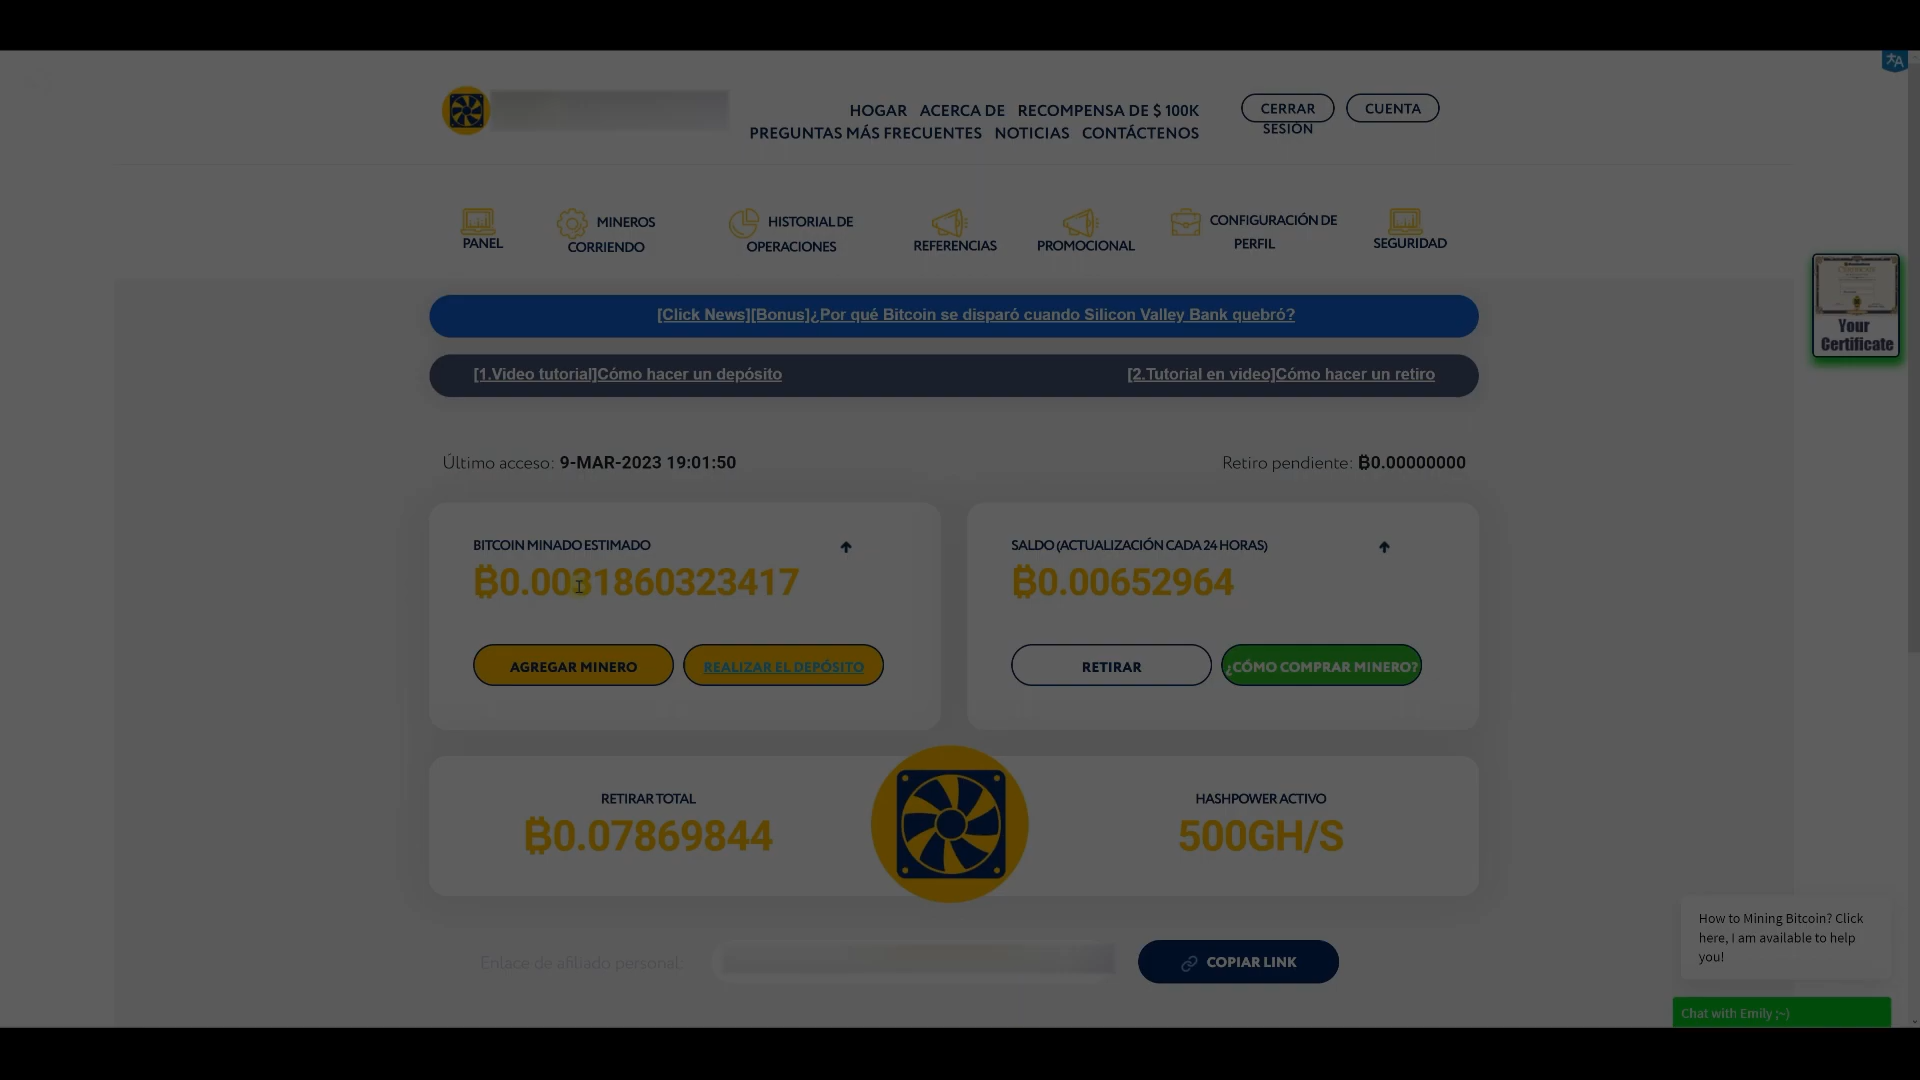 HOGAR ACERCA DE RECOMPENSA DE $ 100K
PREGUNTAS MÁS FRECUENTES NOTICIAS CONTÁCTENOS
CERRAR SESIÓN
CUENTA
PANEL
MINEROS CORRIENDO
HISTORIAL DE OPERACIONES
REFERENCIAS
PROMOCIONAL
CONFIGURACIÓN DE PERFIL
SEGURIDAD
Your
Certificate
[Click News][Bonus]¿Por qué Bitcoin se disparó cuando Silicon Valley Bank quebró?
[1.Video tutorial]Cómo hacer un depósito
[2.Tutorial en video]Cómo hacer un retiro
Último acceso: 9-MAR-2023 19:01:50
Retiro pendiente: ₿0.00000000
BITCOIN MINADO ESTIMADO
₿0.0031860323417
AGREGAR MINERO
REALIZAR EL DEPÓSITO
SALDO (ACTUALIZACIÓN CADA 24 HORAS)
₿0.00652964
RETIRAR
¿CÓMO COMPRAR MINERO?
RETIRAR TOTAL
₿0.07869844
HASHPOWER ACTIVO
500GH/S
Enlace de afiliado personal:
COPIAR LINK
How to Mining Bitcoin? Click
here, I am available to help
you!
Chat with Emily ;~)